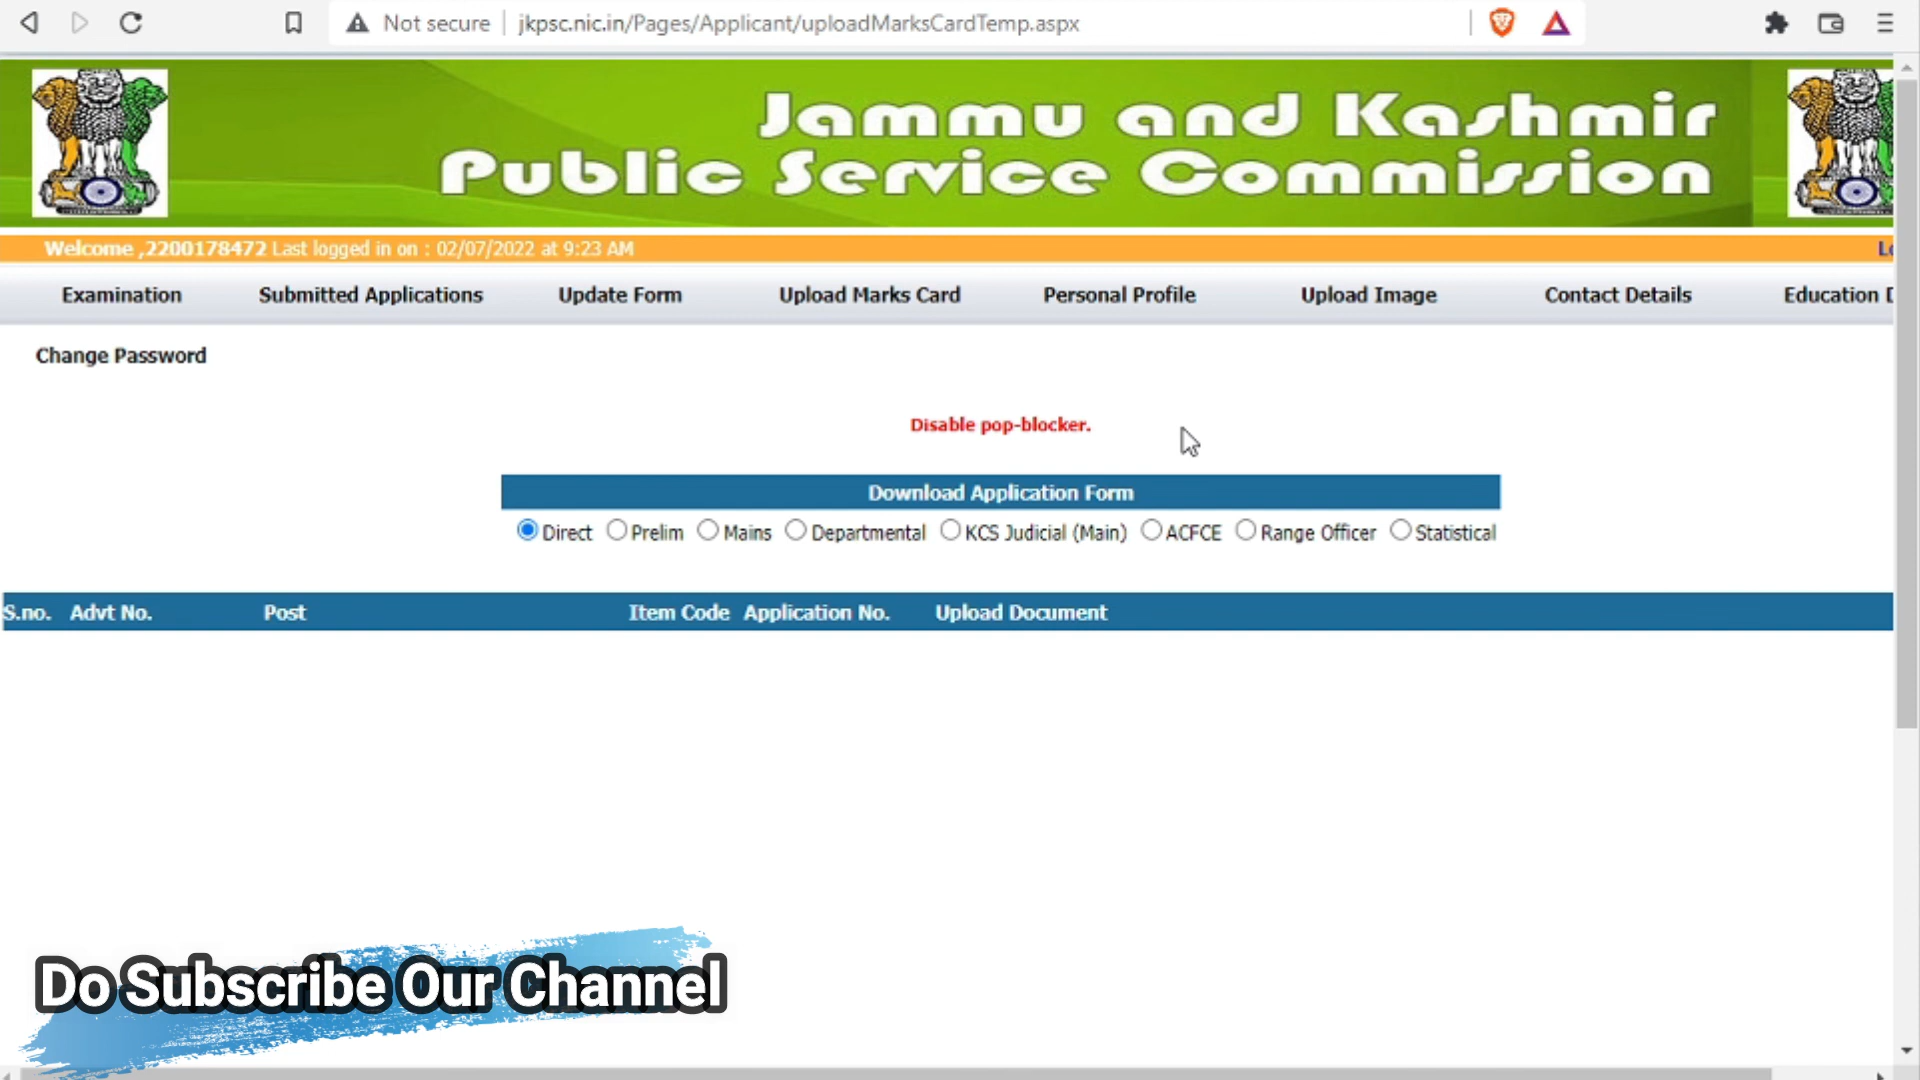 Not secure jkpsc.nic.in/Pages/Applicant/uploadMarksCardTemp.aspx
Jammu and Kashmir
Public Service Commission
Welcome ,2200178472 Last logged in on : 02/07/2022 at 9:23 AM
Examination Submitted Applications Update Form Upload Marks Card Personal Profile Upload Image Contact Details Education
Change Password
Disable pop-blocker.
Download Application Form
Direct Prelim Mains Departmental KCS Judicial (Main) ACFCE Range Officer Statistical
S.no. Advt No. Post Item Code Application No. Upload Document
Do Subscribe Our Channel